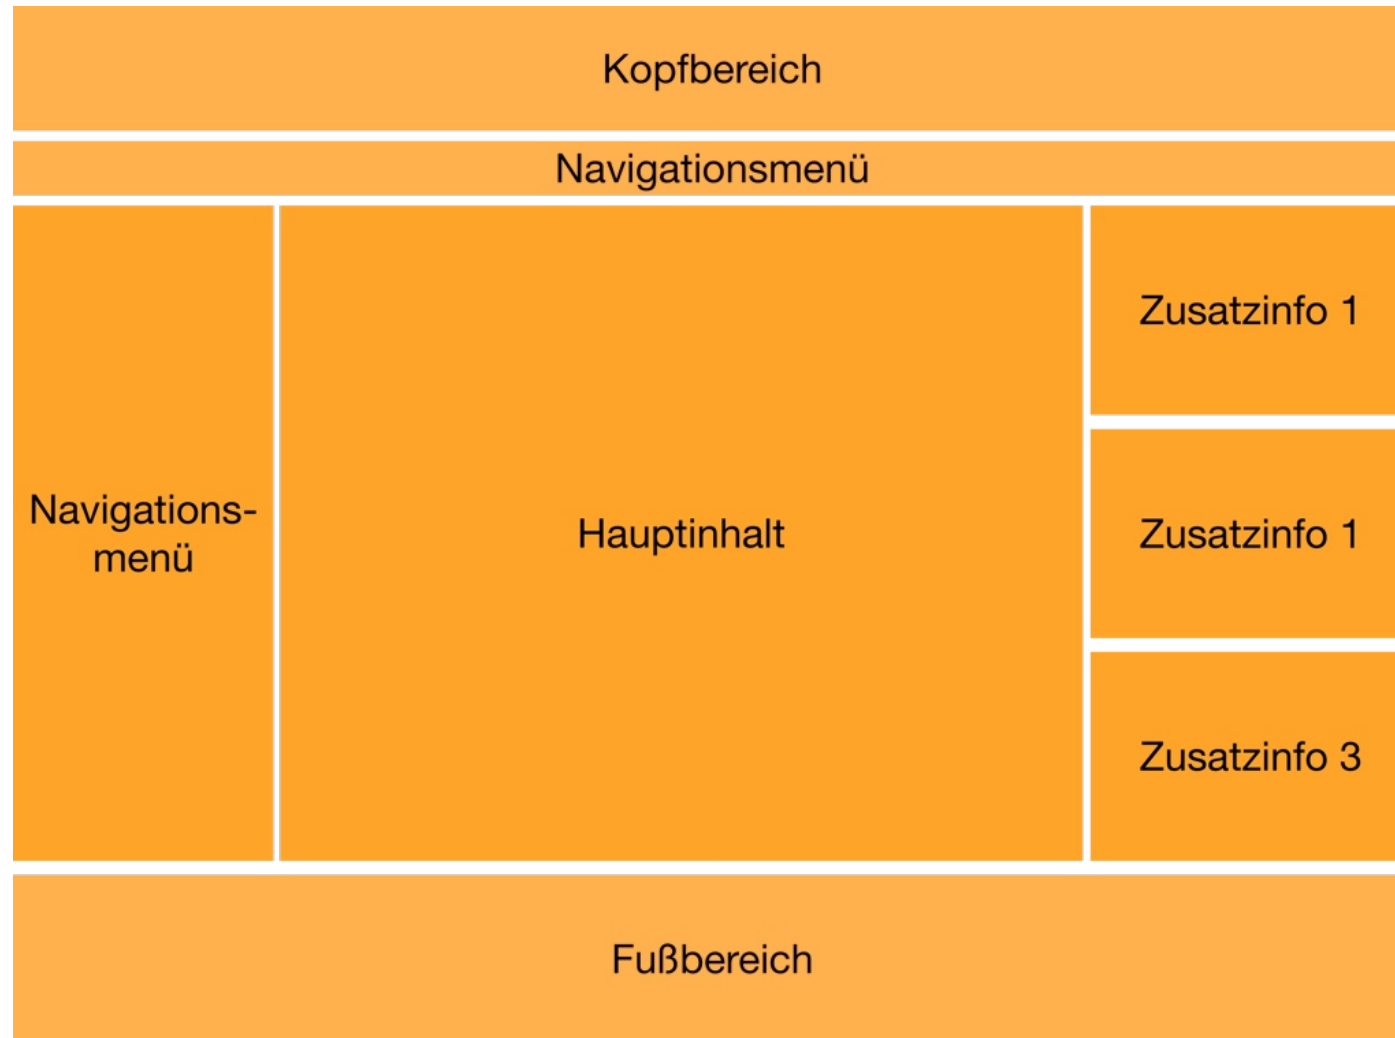 Kopfbereich
Navigationsmenü
Navigations-
menü
Hauptinhalt
Zusatzinfo 1
Zusatzinfo 1
Zusatzinfo 3
Fußbereich